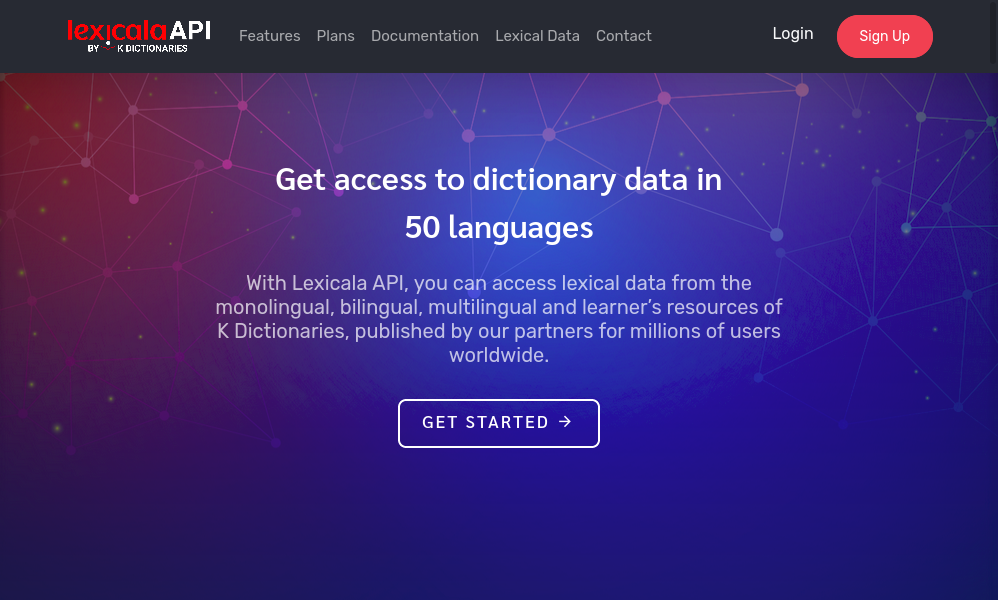 lexicala API
BY K DICTIONARIES
Features Plans Documentation Lexical Data Contact
Login
Sign Up
Get access to dictionary data in
50 languages
With Lexicala API, you can access lexical data from the
monolingual, bilingual, multilingual and learner’s resources of
K Dictionaries, published by our partners for millions of users
worldwide.
GET STARTED →